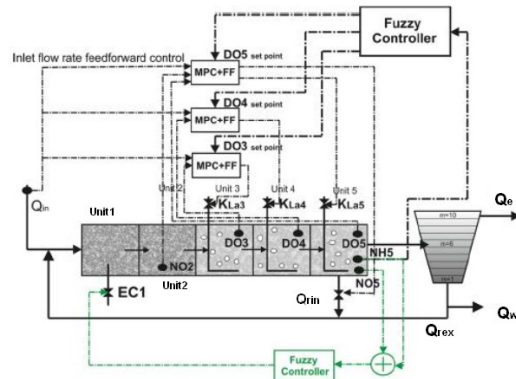 Fuzzy
Controller
Inlet flow rate feedforward control
DO5 set point
MPC+FF
DO4 set point
MPC+FF
DO3 set point
MPC+FF
Qin
Unit 2
Unit 3
Unit 4
Unit 5
KLa3
KLa4
KLa5
Unit1
DO3
DO4
DO5
NO2
NH5
NO5
Unit2
EC1
Qrin
m=10
m=6
m=1
Qe
Qw
Qrex
Fuzzy
Controller
+